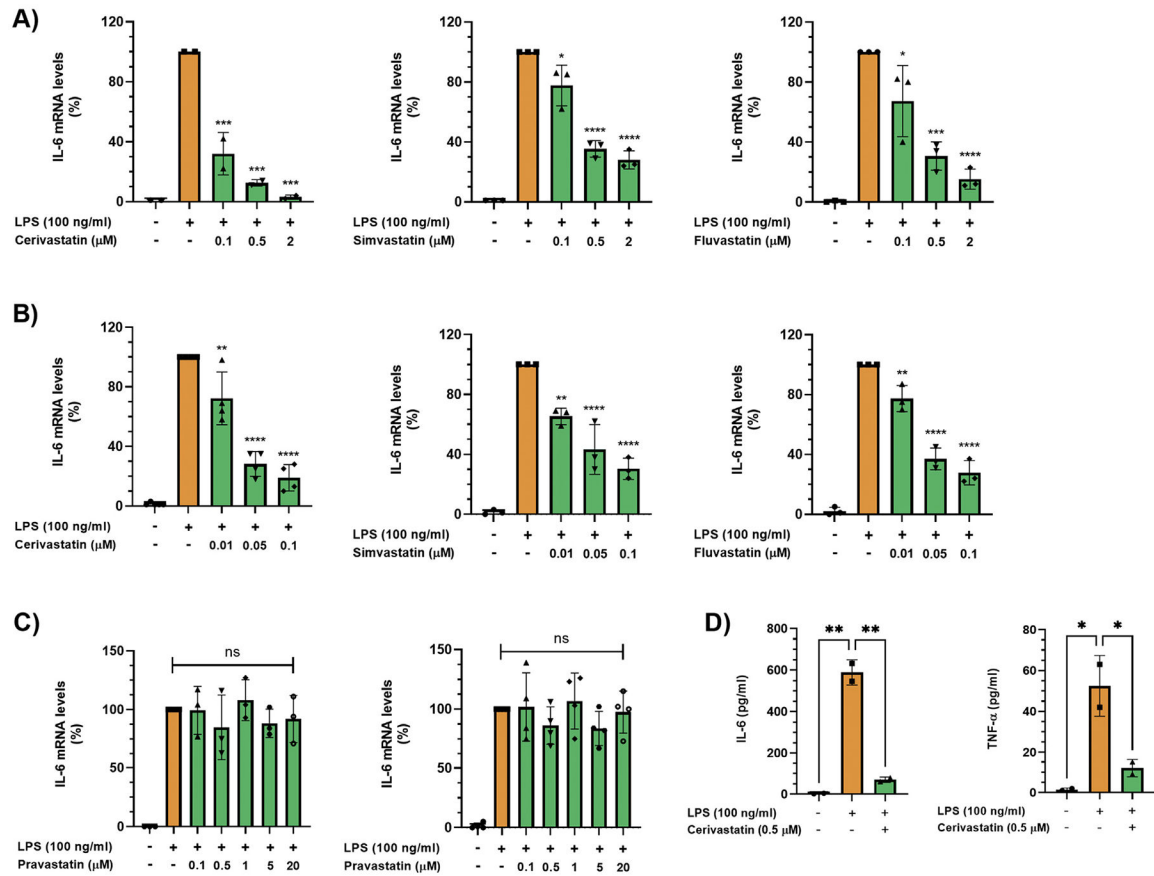 A)
120
80
40
0
IL-6 mRNA levels
(%)
***
***
***
LPS (100 ng/ml) - + + + +
Cerivastatin (μM) - - 0.1 0.5 2
120
80
40
0
IL-6 mRNA levels
(%)
*
****
****
LPS (100 ng/ml) - + + + +
Simvastatin (μM) - - 0.1 0.5 2
120
80
40
0
IL-6 mRNA levels
(%)
*
***
****
LPS (100 ng/ml) - + + + +
Fluvastatin (μM) - - 0.1 0.5 2
B)
120
80
40
0
IL-6 mRNA levels
(%)
**
****
****
LPS (100 ng/ml) - + + + +
Cerivastatin (μM) - - 0.01 0.05 0.1
120
80
40
0
IL-6 mRNA levels
(%)
**
****
****
LPS (100 ng/ml) - + + + +
Simvastatin (μM) - - 0.01 0.05 0.1
120
80
40
0
IL-6 mRNA levels
(%)
**
****
****
LPS (100 ng/ml) - + + + +
Fluvastatin (μM) - - 0.01 0.05 0.1
C)
150
100
50
0
IL-6 mRNA levels
(%)
ns
LPS (100 ng/ml) - + + + + + +
Pravastatin (μM) - - 0.1 0.5 1 5 20
150
100
50
0
IL-6 mRNA levels
(%)
ns
LPS (100 ng/ml) - + + + + + +
Pravastatin (μM) - - 0.1 0.5 1 5 20
D)
800
600
400
200
0
IL-6 (pg/ml)
** **
LPS (100 ng/ml) - + +
Cerivastatin (0.5 μM) - - +
80
60
40
20
0
TNF-α (pg/ml)
* *
LPS (100 ng/ml) - + +
Cerivastatin (0.5 μM) - - +